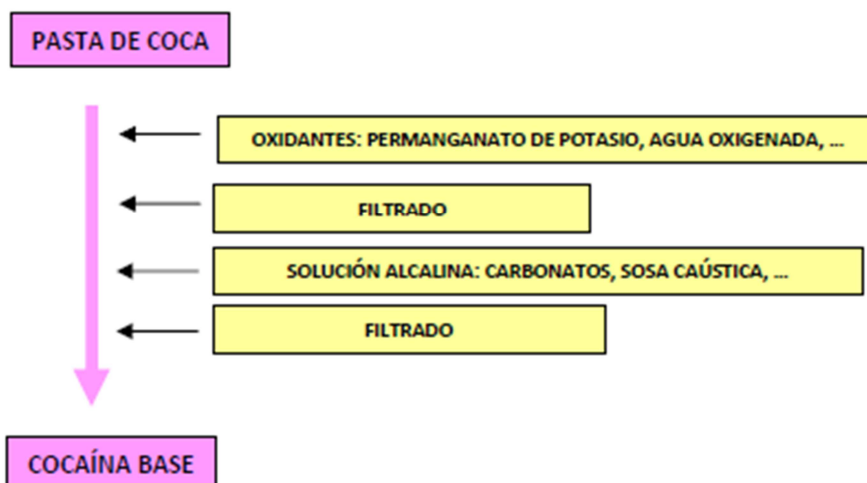 PASTA DE COCA
OXIDANTES: PERMANGANATO DE POTASIO, AGUA OXIGENADA, ...
FILTRADO
SOLUCIÓN ALCALINA: CARBONATOS, SOSA CAÚSTICA, ...
FILTRADO
COCAÍNA BASE